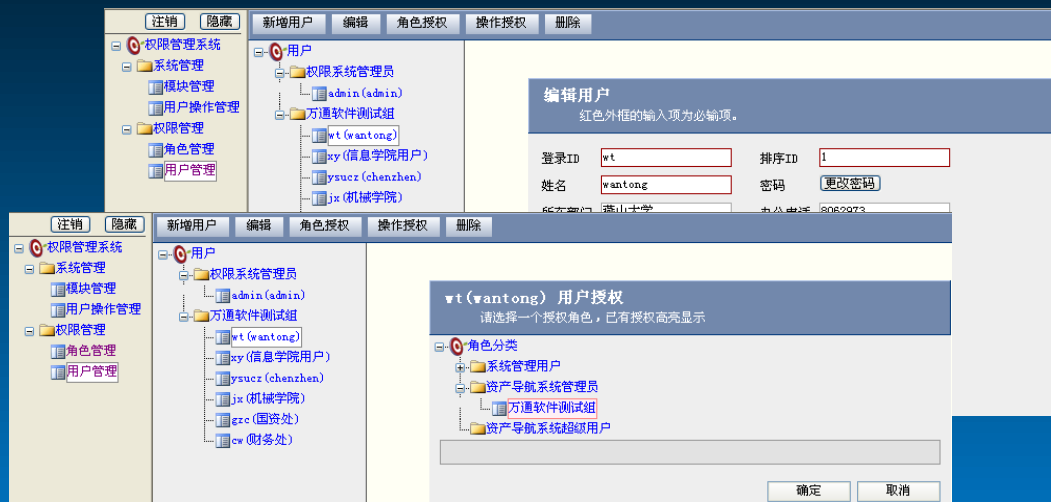 注销 隐藏 新增用户 编辑 角色授权 操作授权 删除
权限管理系统
系统管理
模块管理
用户操作管理
权限管理
角色管理
用户管理
用户
权限系统管理员
admin(admin)
万通软件测试组
wt(wantong)
xy(信息学院用户)
ysucz(chenzhen)
jx(机械学院)
编辑用户
红色外框的输入项为必输项。
登录ID wt 排序ID 1
姓名 wantong 密码 更改密码
所在部门 燕山大学 办公电话 8062973
注销 隐藏 新增用户 编辑 角色授权 操作授权 删除
权限管理系统
系统管理
模块管理
用户操作管理
权限管理
角色管理
用户管理
用户
权限系统管理员
admin(admin)
万通软件测试组
wt(wantong)
xy(信息学院用户)
ysucz(chenzhen)
jx(机械学院)
gzc(国资处)
cw(财务处)
wt(wantong) 用户授权
请选择一个授权角色，已有授权高亮显示
角色分类
系统管理用户
资产导航系统管理员
万通软件测试组
资产导航系统超级用户
确定 取消